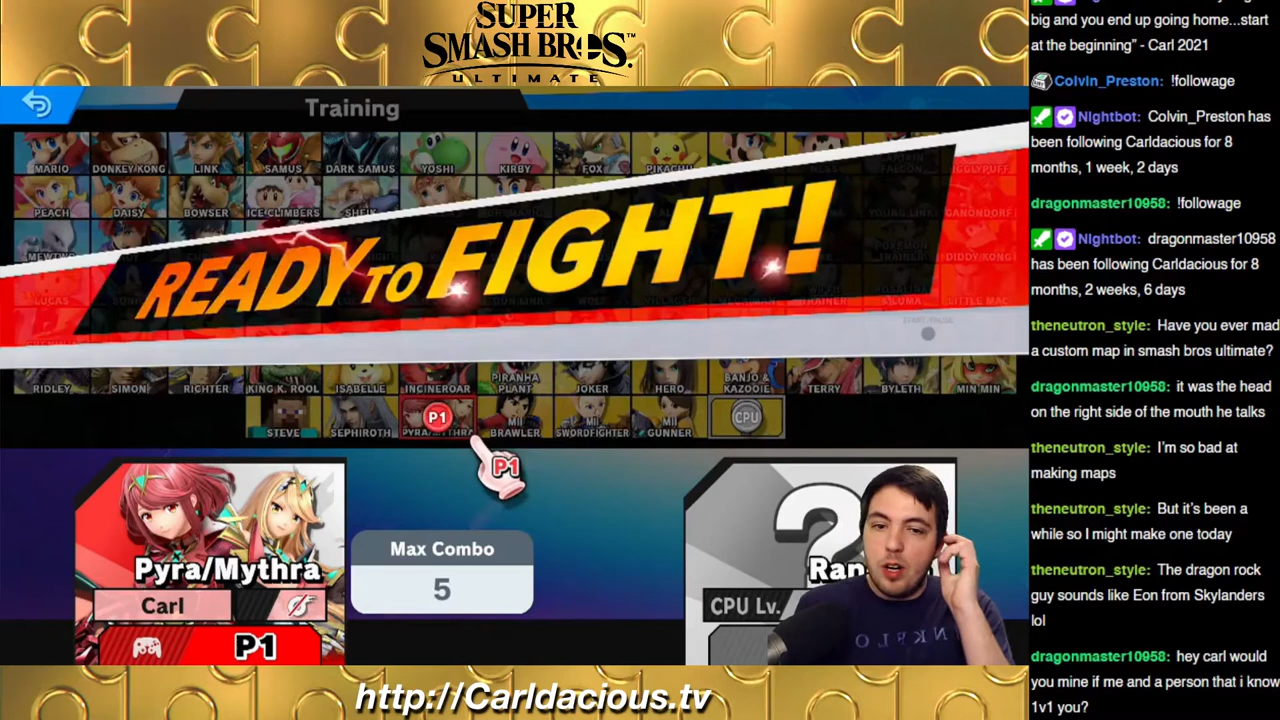 SUPER
SMASH BROS.™
ULTIMATE
Training
MARIO DONKEY KONG LINK SAMUS DARK SAMUS YOSHI KIRBY FOX PIKACHU
PEACH DAISY BOWSER ICE CLIMBERS SHEIK
READY TO FIGHT!
RIDLEY SIMON RICHTER KING K. ROOL ISABELLE INCINEROAR PIRANHA PLANT JOKER HERO BANJO & KAZOOIE TERRY BYLETH MIN MIN
STEVE SEPHIROTH PYRA/MYTHRA MII BRAWLER MII SWORDFIGHTER MII GUNNER CPU
P1
P1
Pyra/Mythra
Carl
P1
Max Combo
5
?
CPU Lv.
http://Carldacious.tv
big and you end up going home...start
at the beginning” - Carl 2021
Colvin_Preston: !followage
Nightbot: Colvin_Preston has
been following Carldacious for 8
months, 1 week, 2 days
dragonmaster10958: !followage
Nightbot: dragonmaster10958
has been following Carldacious for 8
months, 2 weeks, 6 days
theneutron_style: Have you ever mad
a custom map in smash bros ultimate?
dragonmaster10958: it was the head
on the right side of the mouth he talks
theneutron_style: I’m so bad at
making maps
theneutron_style: But it’s been a
while so I might make one today
theneutron_style: The dragon rock
guy sounds like Eon from Skylanders
lol
dragonmaster10958: hey carl would
you mine if me and a person that i know
1v1 you?